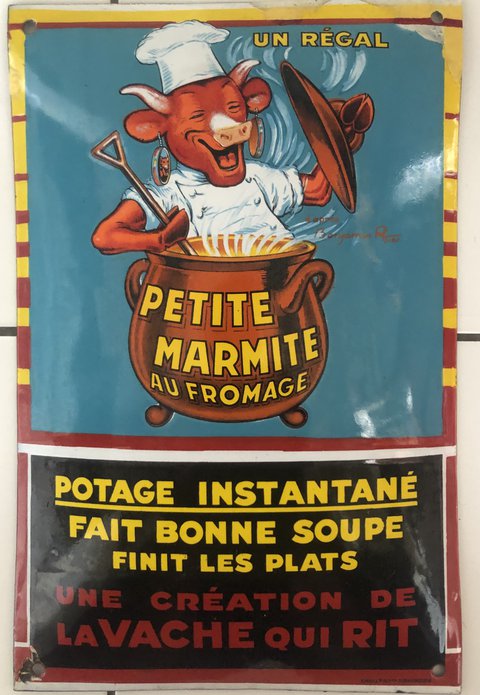 UN RÉGAL
Benjamin
PETITE
MARMITE
AU FROMAGE
POTAGE INSTANTANÉ
FAIT BONNE SOUPE
FINIT LES PLATS
UNE CRÉATION DE
LA VACHE QUI RIT